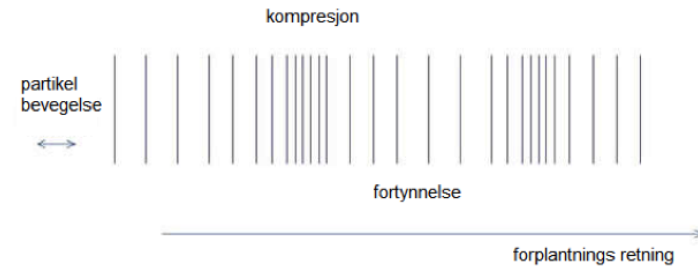 kompresjon
partikel
bevegelse
fortynnelse
forplantnings retning